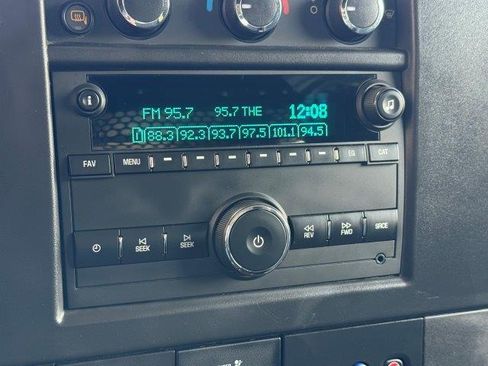 FM 95.7 95.7 THE 12:08
1 88.3 92.3 93.7 97.5 101.1 94.5
FAV MENU CAT
SEEK SEEK REV FWD SRCE